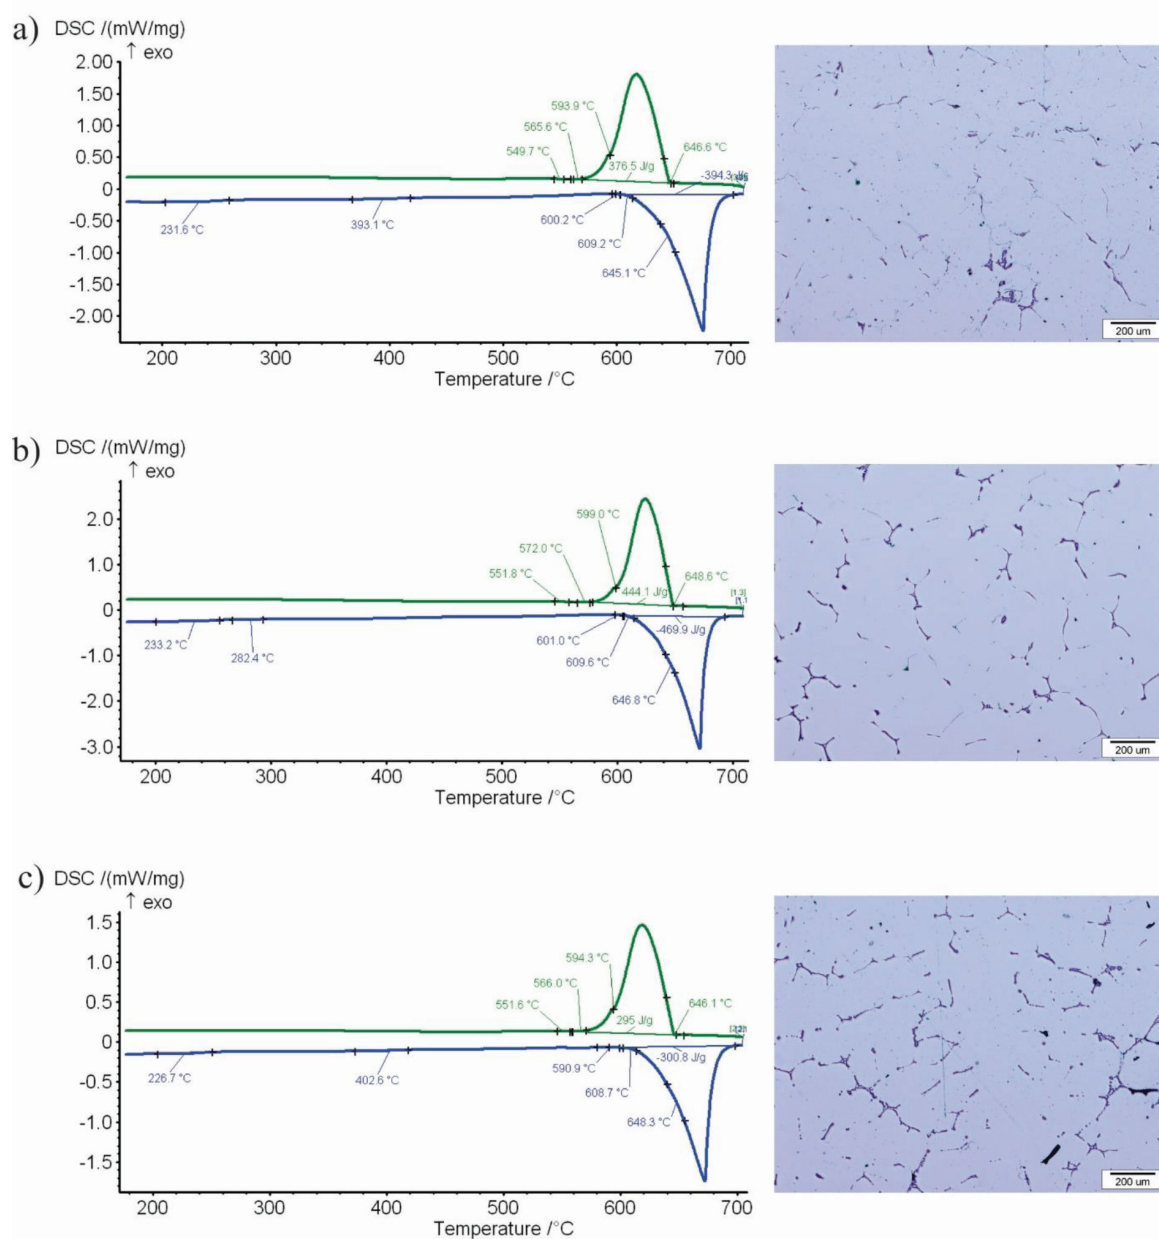 a) DSC /(mW/mg)
↑ exo
2.00
1.50
1.00
0.50
0
-0.50
-1.00
-1.50
-2.00
593.9 °C
565.6 °C
549.7 °C
646.6 °C
376.5 J/g
-394.3 J/g
231.6 °C
393.1 °C
600.2 °C
609.2 °C
645.1 °C
200 300 400 500 600 700
Temperature /°C
200 um
b) DSC /(mW/mg)
↑ exo
2.0
1.0
0
-1.0
-2.0
-3.0
599.0 °C
572.0 °C
551.8 °C
648.6 °C
444.1 J/g
[1.3]
-469.9 J/g
233.2 °C
282.4 °C
601.0 °C
609.6 °C
646.8 °C
200 300 400 500 600 700
Temperature /°C
200 um
c) DSC /(mW/mg)
↑ exo
1.5
1.0
0.5
0
-0.5
-1.0
-1.5
594.3 °C
566.0 °C
551.6 °C
646.1 °C
295 J/g
-300.8 J/g
226.7 °C
402.6 °C
590.9 °C
608.7 °C
648.3 °C
200 300 400 500 600 700
Temperature /°C
200 um